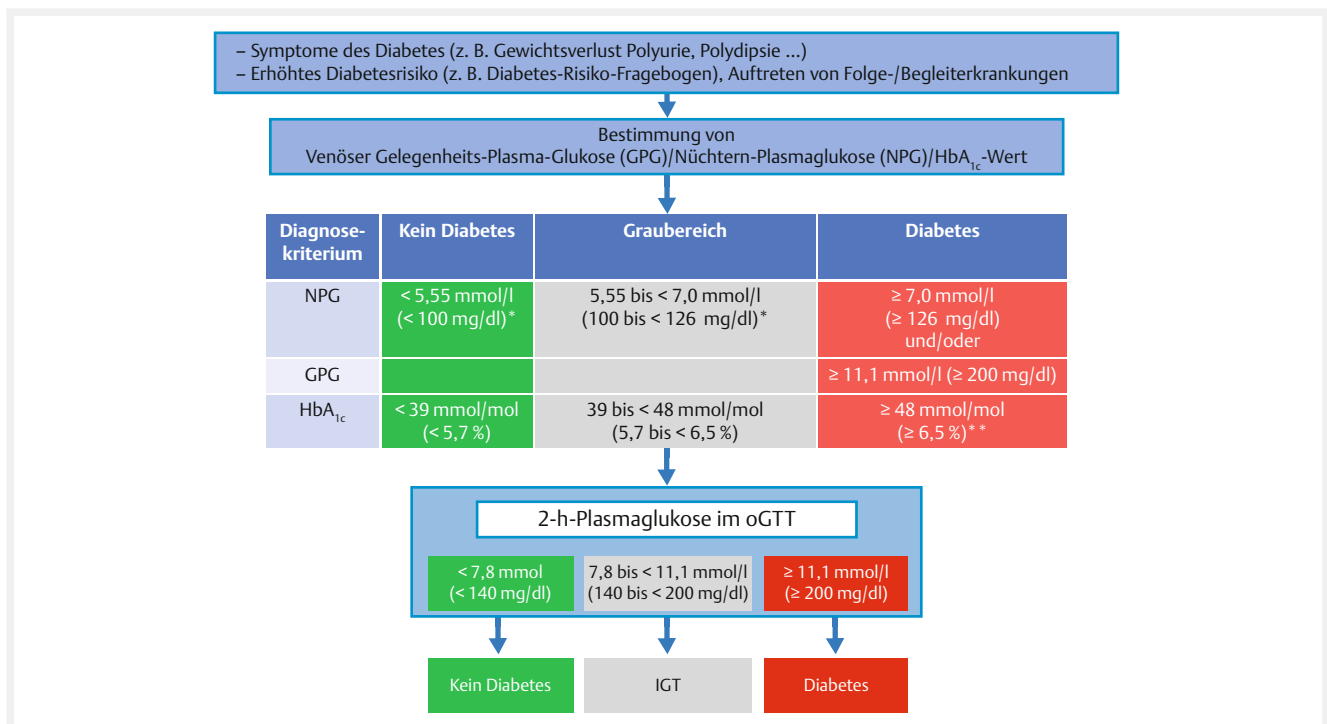 – Symptome des Diabetes (z. B. Gewichtsverlust Polyurie, Polydipsie ...)
– Erhöhtes Diabetesrisiko (z. B. Diabetes-Risiko-Fragebogen), Auftreten von Folge-/Begleiterkrankungen
Bestimmung von
Venöser Gelegenheits-Plasma-Glukose (GPG)/Nüchtern-Plasmaglukose (NPG)/HbA1c-Wert
Diagnose-
kriterium
Kein Diabetes
Graubereich
Diabetes
NPG
< 5,55 mmol/l
(< 100 mg/dl)*
5,55 bis < 7,0 mmol/l
(100 bis < 126 mg/dl)*
≥ 7,0 mmol/l
(≥ 126 mg/dl)
und/oder
GPG
≥ 11,1 mmol/l (≥ 200 mg/dl)
HbA1c
< 39 mmol/mol
(< 5,7 %)
39 bis < 48 mmol/mol
(5,7 bis < 6,5 %)
≥ 48 mmol/mol
(≥ 6,5 %)**
2-h-Plasmaglukose im oGTT
< 7,8 mmol
(< 140 mg/dl)
7,8 bis < 11,1 mmol/l
(140 bis < 200 mg/dl)
≥ 11,1 mmol/l
(≥ 200 mg/dl)
Kein Diabetes
IGT
Diabetes